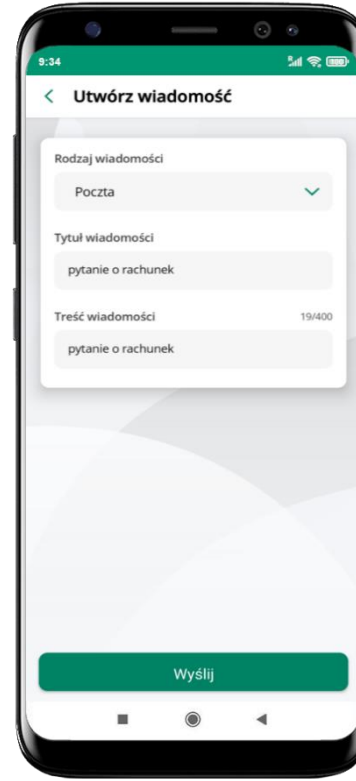 9:34
Utwórz wiadomość
Rodzaj wiadomości
Poczta
Tytuł wiadomości
pytanie o rachunek
Treść wiadomości 19/400
pytanie o rachunek
Wyślij